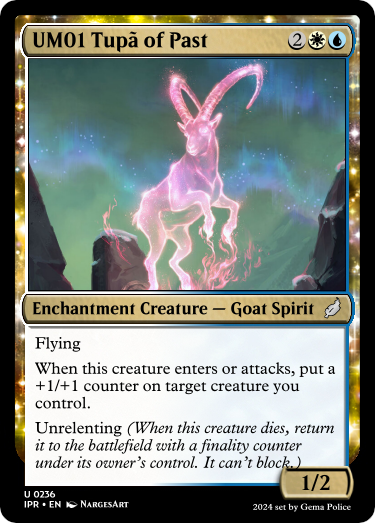 UM01 Tupã of Past 2
Enchantment Creature — Goat Spirit
Flying
When this creature enters or attacks, put a
+1/+1 counter on target creature you
control.
Unrelenting (When this creature dies, return
it to the battlefield with a finality counter
under its owner's control. It can't block.)
1/2
U 0236
IPR • EN NARGESART
2024 set by Gema Police